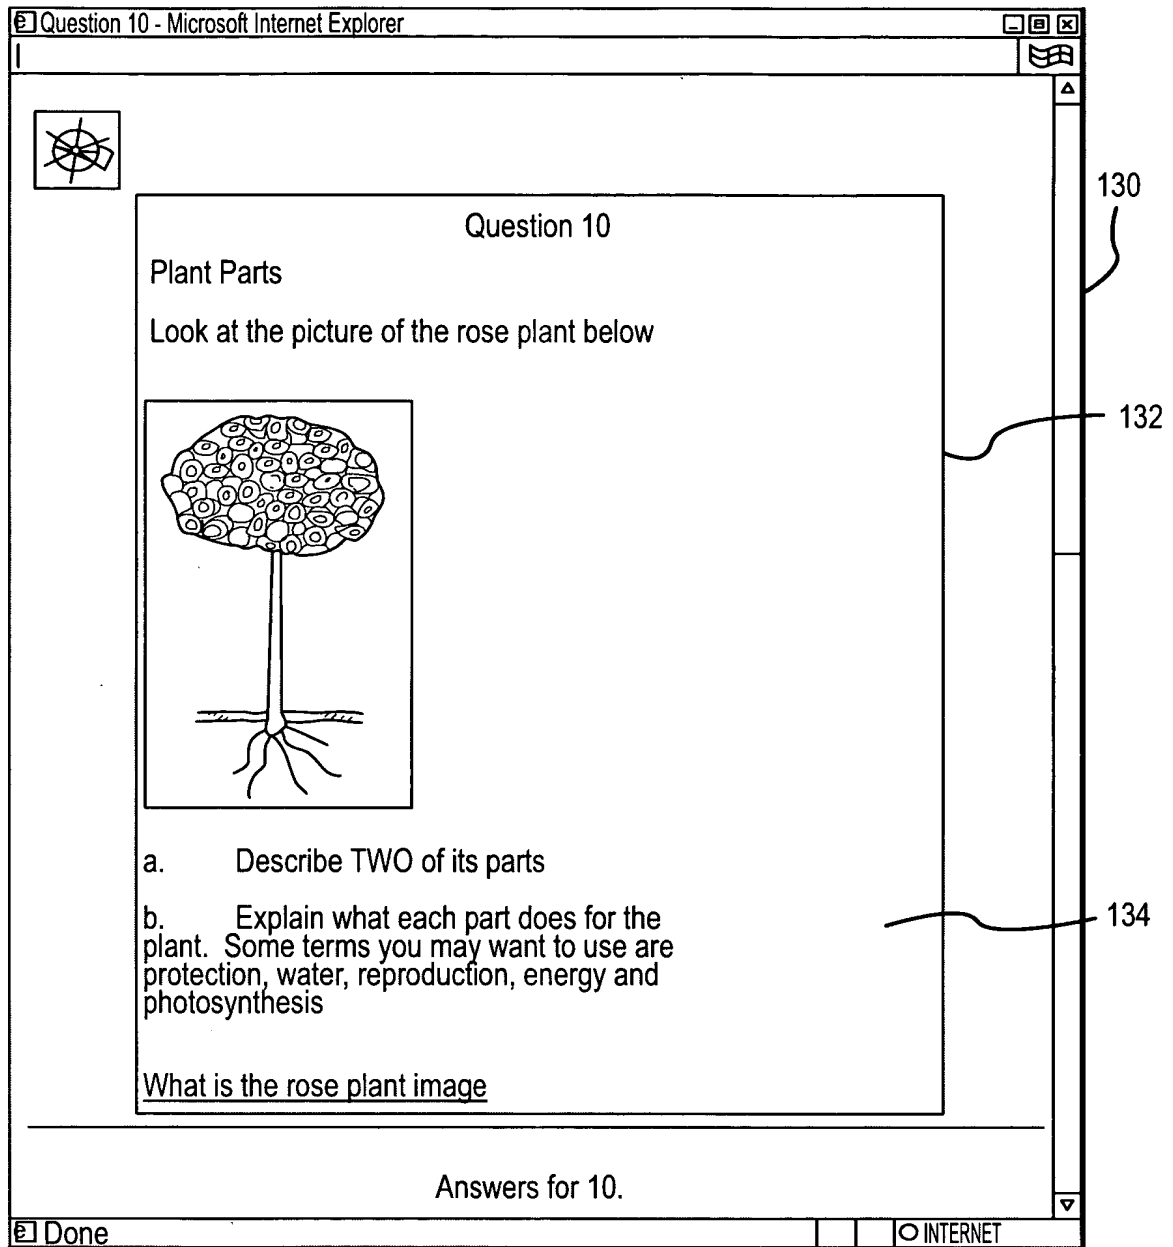 Question 10 - Microsoft Internet Explorer
130
Question 10
Plant Parts
Look at the picture of the rose plant below
132
a. Describe TWO of its parts
b. Explain what each part does for the
plant. Some terms you may want to use are
protection, water, reproduction, energy and
photosynthesis
134
What is the rose plant image
Answers for 10.
Done
INTERNET